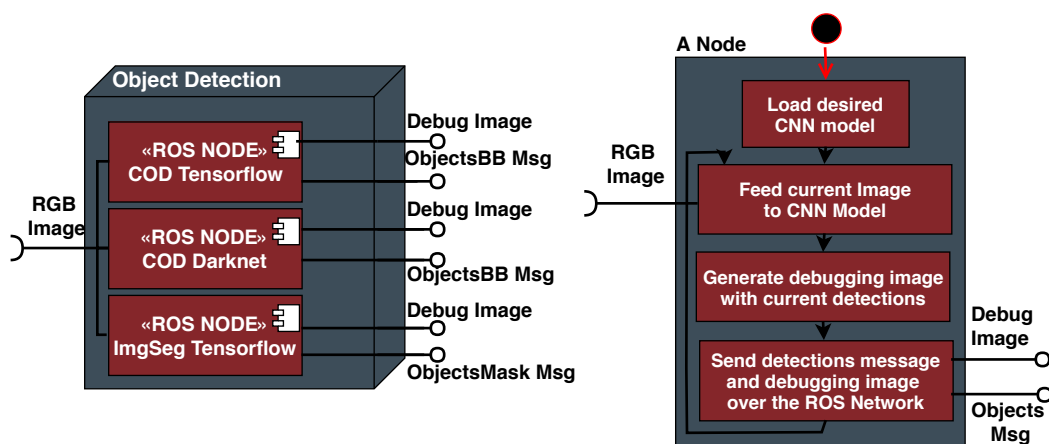 Object Detection
«ROS NODE»
COD Tensorflow
«ROS NODE»
COD Darknet
«ROS NODE»
ImgSeg Tensorflow
RGB
Image
Debug Image
ObjectsBB Msg
Debug Image
ObjectsBB Msg
Debug Image
ObjectsMask Msg
A Node
Load desired
CNN model
RGB
Image
Feed current Image
to CNN Model
Generate debugging image
with current detections
Send detections message
and debugging image
over the ROS Network
Debug
Image
Objects
Msg